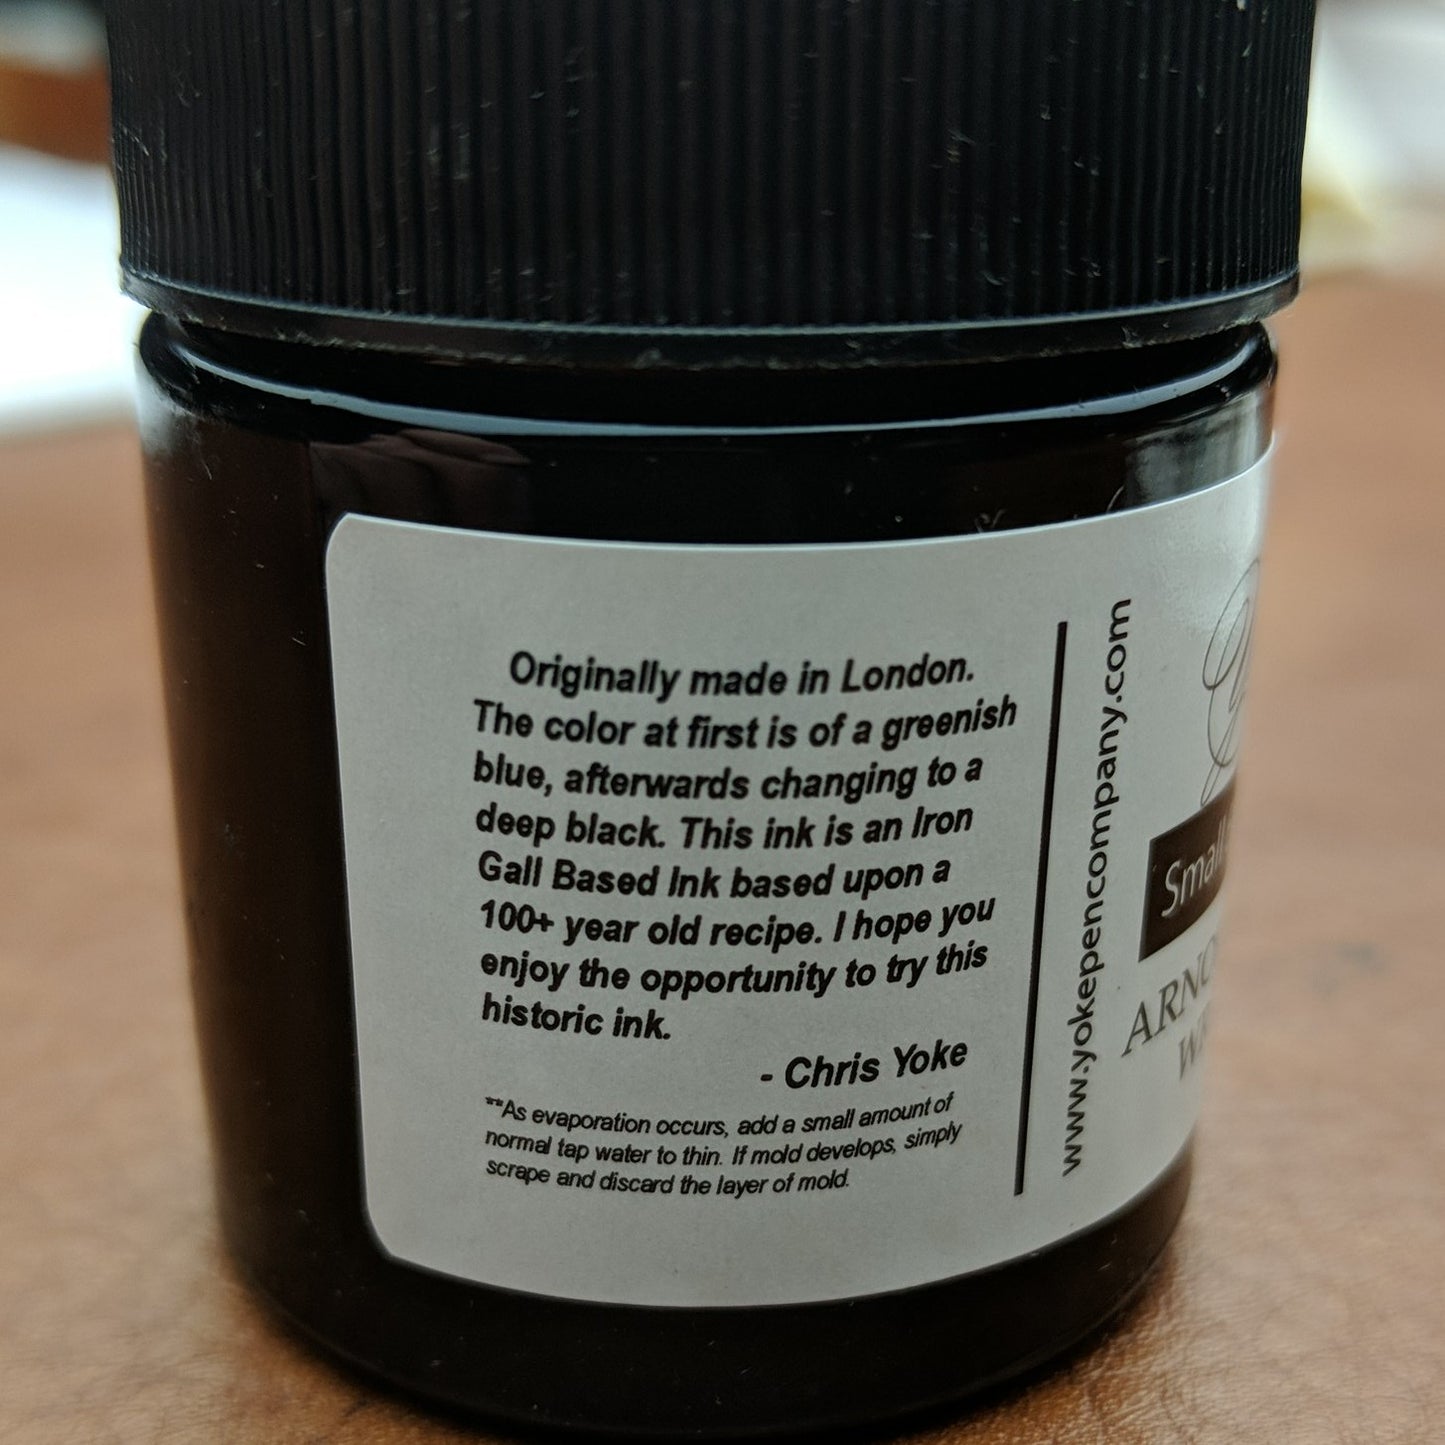 Originally made in London.
The color at first is of a greenish
blue, afterwards changing to a
deep black. This ink is an Iron
Gall Based Ink based upon a
100+ year old recipe. I hope you
enjoy the opportunity to try this
historic ink.
- Chris Yoke
**As evaporation occurs, add a small amount of
normal tap water to thin. If mold develops, simply
scrape and discard the layer of mold.
www.yokepencompany.com
Small